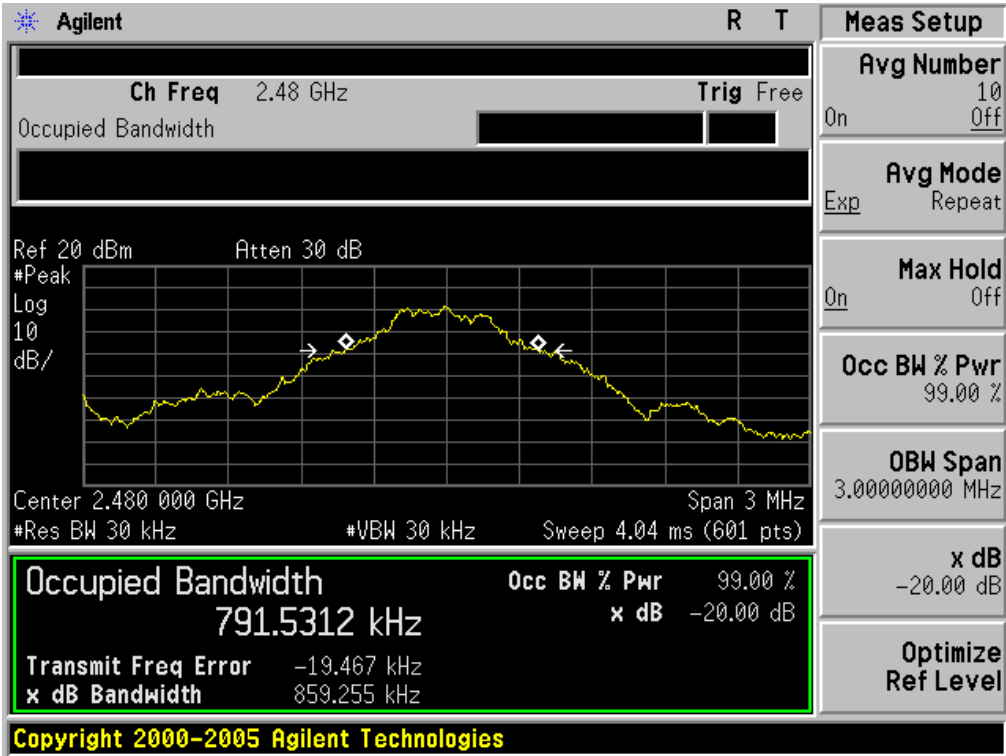 Agilent R T
Ch Freq 2.48 GHz Trig Free
Occupied Bandwidth
Ref 20 dBm Atten 30 dB
#Peak
Log
10
dB/
Center 2.480 000 GHz Span 3 MHz
#Res BW 30 kHz #VBW 30 kHz Sweep 4.04 ms (601 pts)
Occupied Bandwidth
791.5312 kHz
Occ BW % Pwr 99.00 %
x dB -20.00 dB
Transmit Freq Error -19.467 kHz
x dB Bandwidth 859.255 kHz
Copyright 2000-2005 Agilent Technologies
Meas Setup
Avg Number
10
On Off
Avg Mode
Exp Repeat
Max Hold
On Off
Occ BW % Pwr
99.00 %
OBW Span
3.00000000 MHz
x dB
-20.00 dB
Optimize
Ref Level